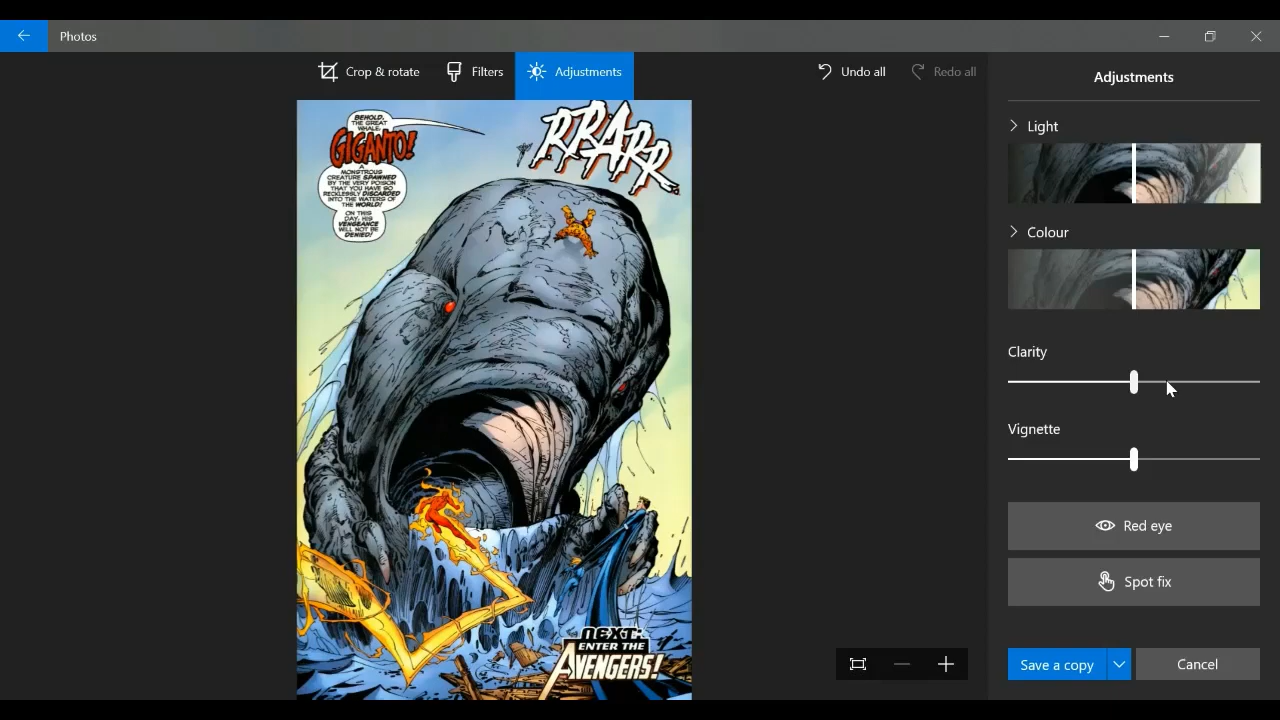 Photos
Crop & rotate
Filters
Adjustments
Undo all
Redo all
BEHOLD,
THE GREAT
WHALE,
GIGANTO!
A
MONSTROUS
CREATURE SPAWNED
BY THE VERY POISON
THAT YOU HAVE SO
RECKLESSLY DISCARDED
INTO THE WATERS OF
THE WORLD!
ON THIS
DAY, HIS
VENGEANCE
WILL NOT BE
DENIED!
RRARR
NEXT:
ENTER THE
AVENGERS!
Adjustments
Light
Colour
Clarity
Vignette
Red eye
Spot fix
Save a copy
Cancel